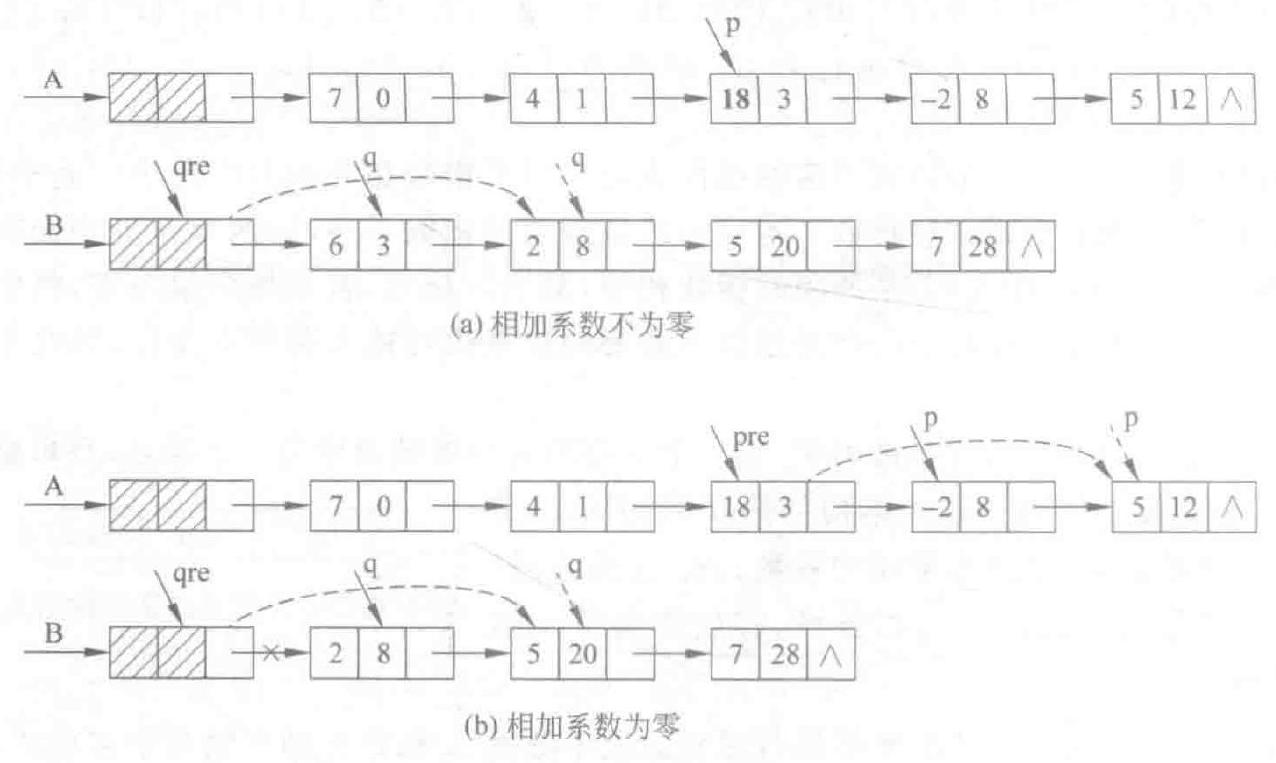 p
A 7 0 4 1 18 3 −2 8 5 12 ∧
qre q q
B 6 3 2 8 5 20 7 28 ∧
(a) 相加系数不为零
pre p p
A 7 0 4 1 18 3 −2 8 5 12 ∧
qre q q
B × 2 8 5 20 7 28 ∧
(b) 相加系数为零